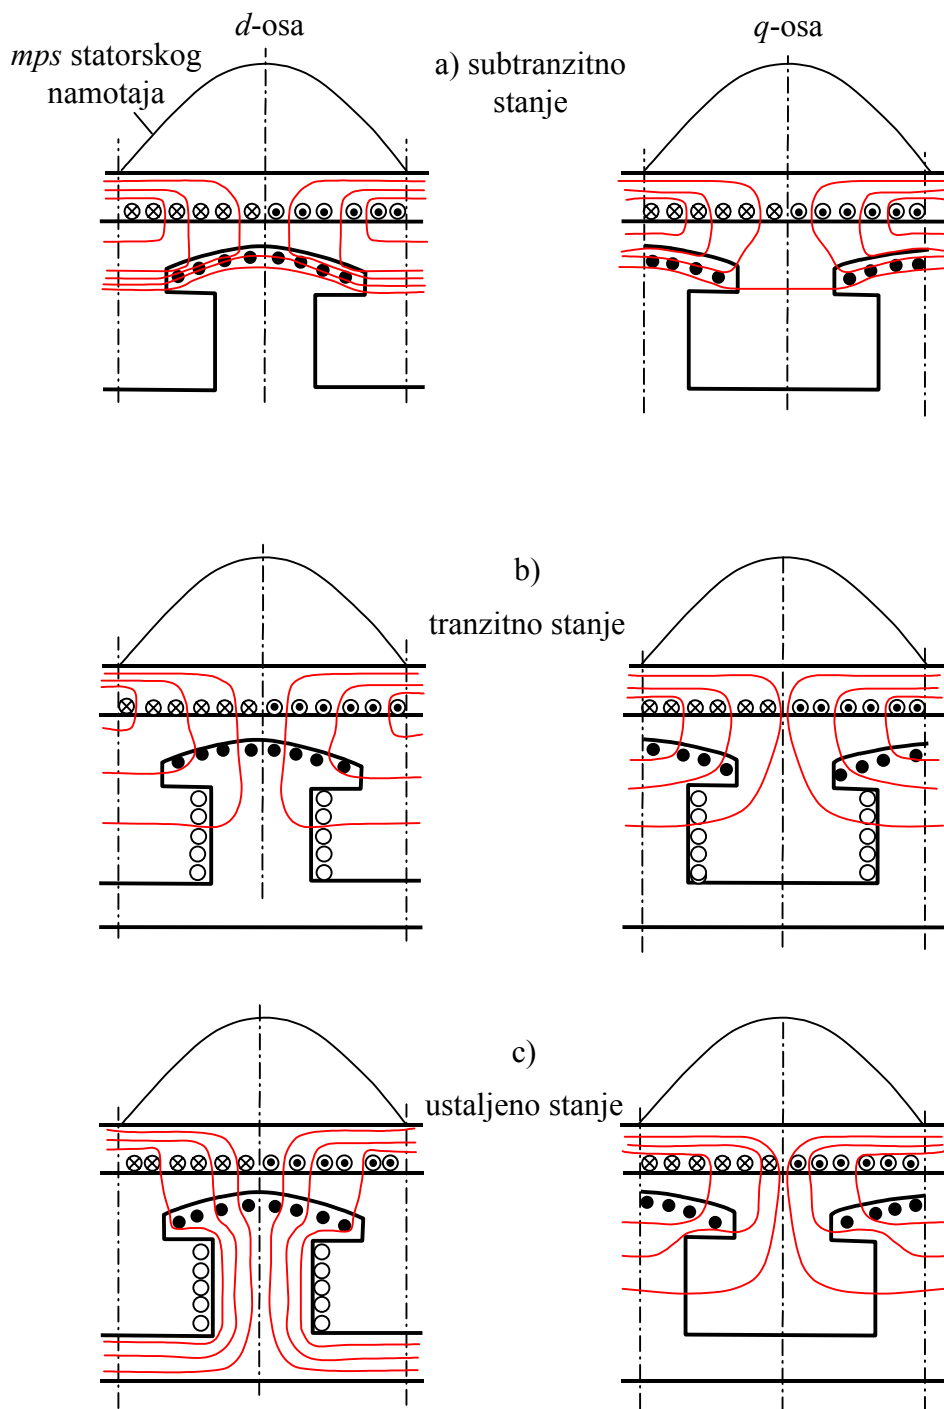 d-osa
q-osa
mps statorskog
namotaja
a) subtranzitno
stanje
b)
tranzitno stanje
c)
ustaljeno stanje